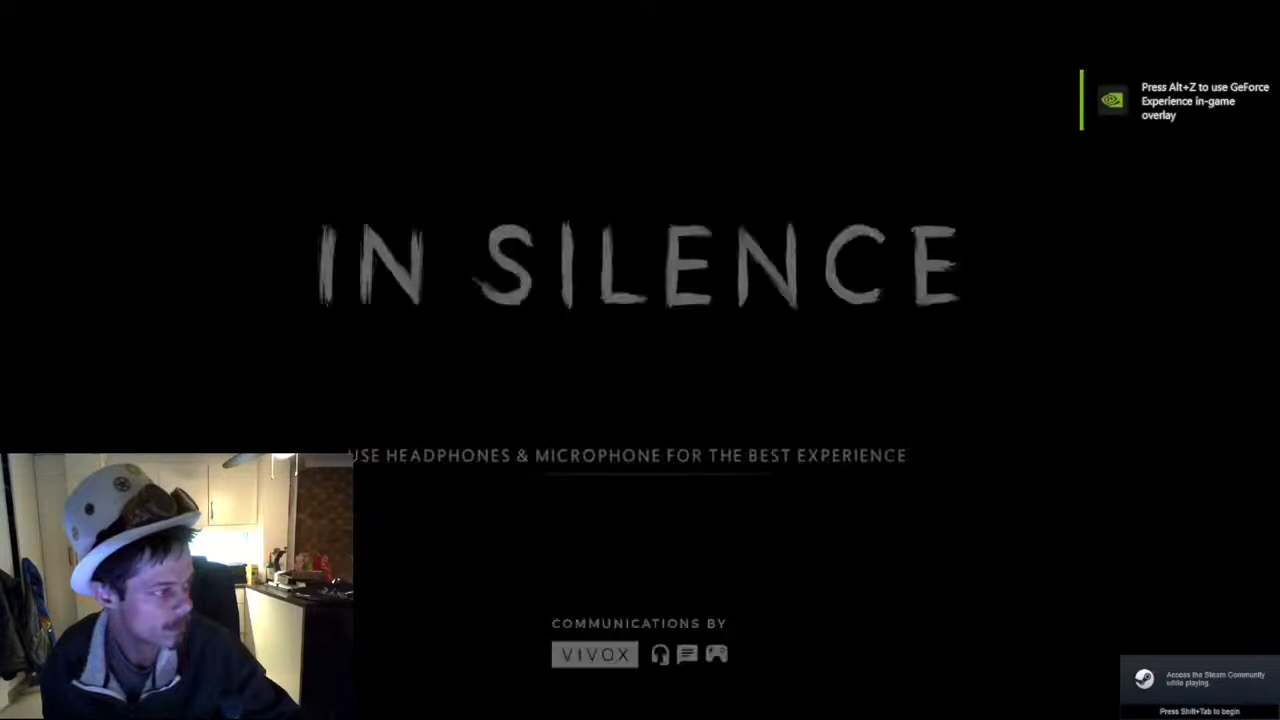 Press Alt+Z to use GeForce
Experience in-game
overlay
IN SILENCE
USE HEADPHONES & MICROPHONE FOR THE BEST EXPERIENCE
COMMUNICATIONS BY
VIVOX
Access the Steam Community
while playing.
Press Shift+Tab to begin